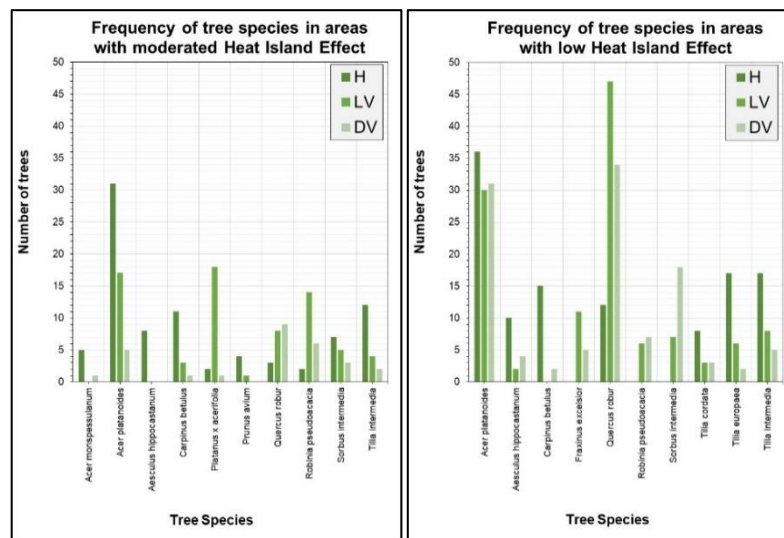 Frequency of tree species in areas
with moderated Heat Island Effect
50
45
40
35
30
25
20
15
10
5
0
Number of trees
H
LV
DV
Acer monspessulanum
Acer platanoides
Aesculus hippocastanum
Carpinus betulus
Platanus x acerifolia
Prunus avium
Quercus robur
Robinia pseudoacacia
Sorbus intermedia
Tilia intermedia
Tree Species
Frequency of tree species in areas
with low Heat Island Effect
50
45
40
35
30
25
20
15
10
5
0
Number of trees
H
LV
DV
Acer platanoides
Aesculus hippocastanum
Carpinus betulus
Fraxinus excelsior
Quercus robur
Robinia pseudoacacia
Sorbus intermedia
Tilia cordata
Tilia europaea
Tilia intermedia
Tree Species